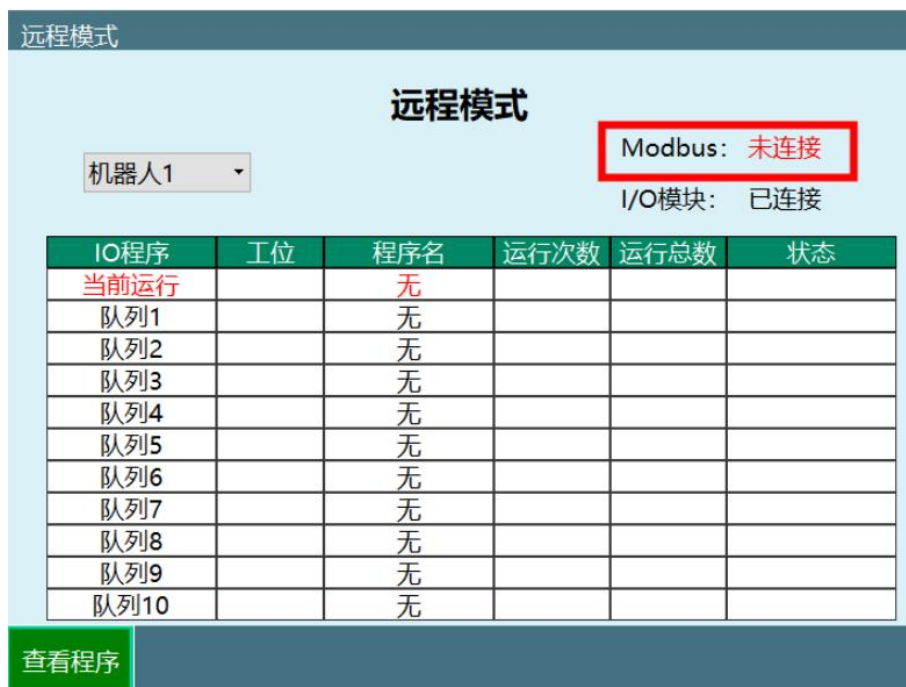 远程模式
远程模式
Modbus: 未连接
机器人1
I/O模块: 已连接
IO程序 工位 程序名 运行次数 运行总数 状态
当前运行 无
队列1 无
队列2 无
队列3 无
队列4 无
队列5 无
队列6 无
队列7 无
队列8 无
队列9 无
队列10 无
查看程序